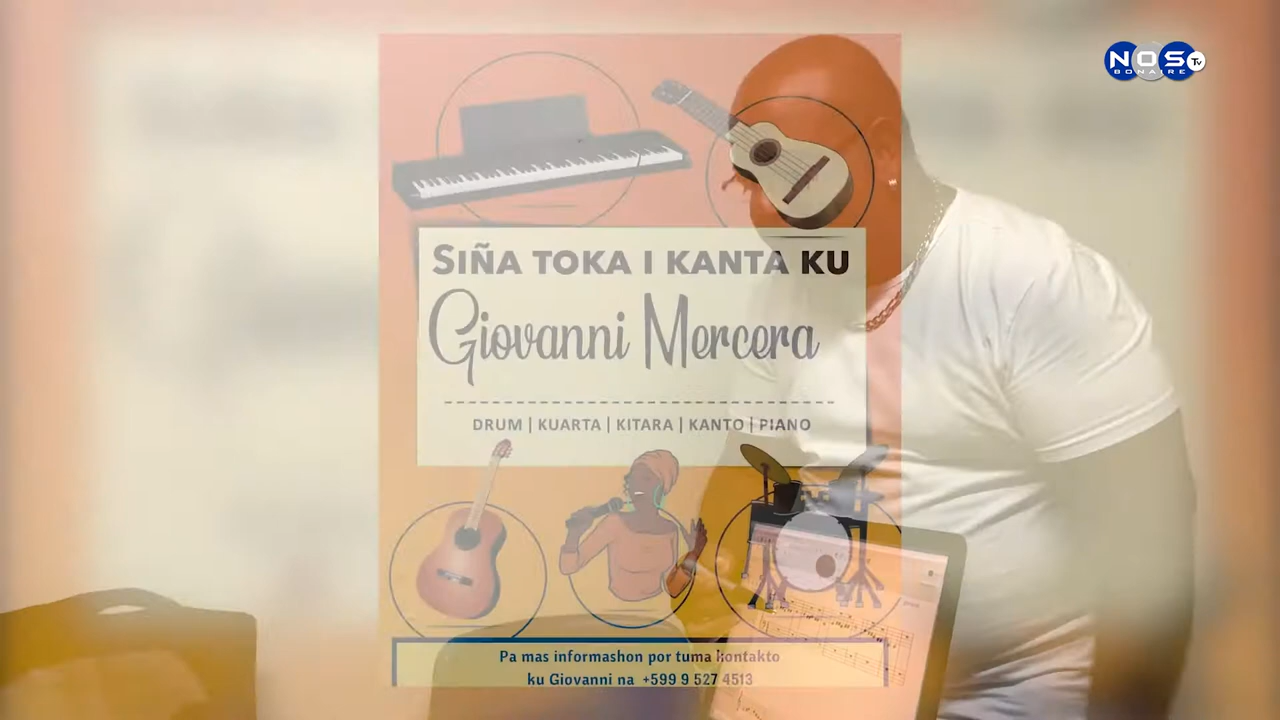 NOS TV
BONAIRE
SIÑA TOKA I KANTA KU
Giovanni Mercera
DRUM | KUARTA | KITARA | KANTO | PIANO
Pa mas informashon por tuma kontakto
ku Giovanni na +599 9 527 4513